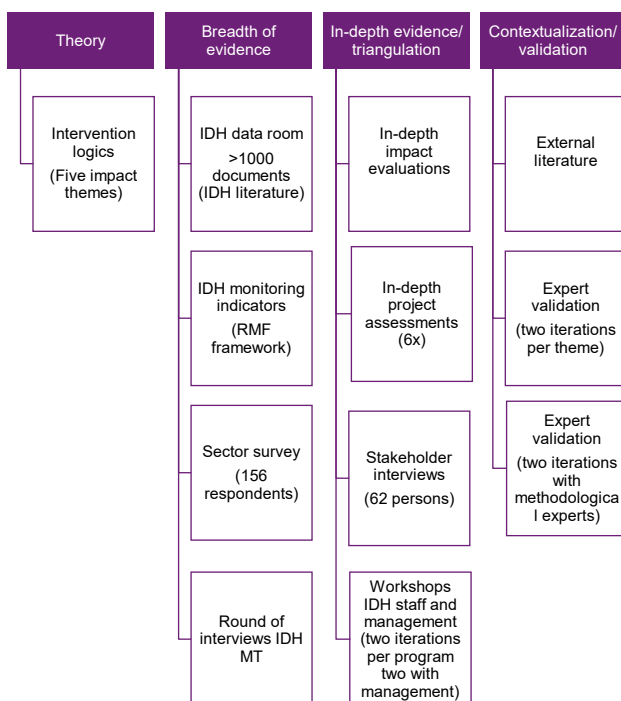 Theory
Intervention
logics
(Five impact
themes)
Breadth of
evidence
IDH data room
>1000
documents
(IDH literature)
IDH monitoring
indicators
(RMF
framework)
Sector survey
(156
respondents)
Round of
interviews IDH
MT
In-depth evidence/
triangulation
In-depth
impact
evaluations
In-depth
project
assessments
(6x)
Stakeholder
interviews
(62 persons)
Workshops
IDH staff and
management
(two iterations
per program
two with
management)
Contextualization/
validation
External
literature
Expert
validation
(two iterations
per theme)
Expert
validation
(two iterations
with
methodologica
l experts)